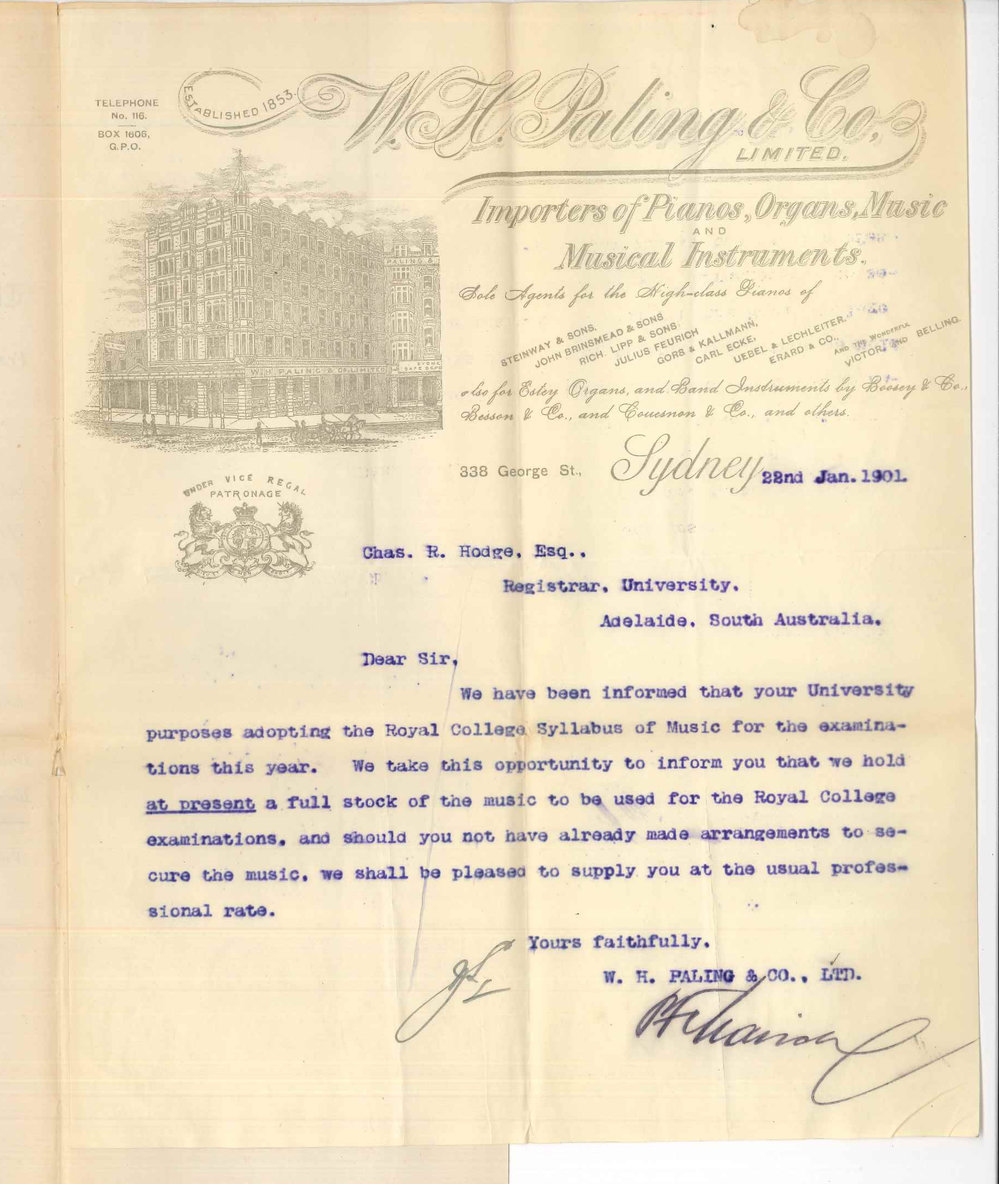 TELEPHONE
No. 116.
BOX 1606,
G.P.O.
ESTABLISHED 1853.
W. H. Paling & Co,
LIMITED.
Importers of Pianos, Organs, Music
AND
Musical Instruments.
Sole Agents for the High-class Pianos of
STEINWAY & SONS.
JOHN BRINSMEAD & SONS
RICH. LIPP & SONS
JULIUS FEURICH
GORS & KALLMANN,
CARL ECKE,
UEBEL & LECHLEITER.
ERARD & CO.,
AND THE WONDERFUL
VICTOR, AND BELLING.
also for Estey Organs, and Band Instruments by Boosey & Co.,
Besson & Co., and Couesnon & Co., and others.
PALING &
W.H. PALING & CO. LIMITED
338 George St., Sydney 22nd Jan. 1901.
UNDER VICE REGAL
PATRONAGE
Chas. R. Hodge, Esq.,
Registrar, University,
Adelaide. South Australia.
Dear Sir,
We have been informed that your University
purposes adopting the Royal College Syllabus of Music for the examina-
tions this year. We take this opportunity to inform you that we hold
at present a full stock of the music to be used for the Royal College
examinations, and should you not have already made arrangements to se-
cure the music, we shall be pleased to supply you at the usual profes-
sional rate.
Yours faithfully.
W. H. PALING & CO., LTD.